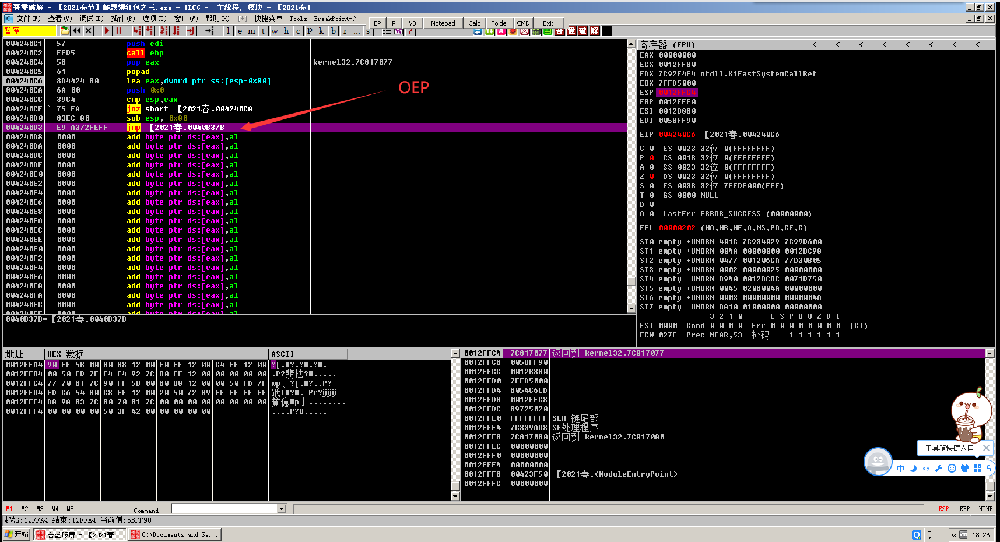 吾愛破解 - 【2021春节】解题领红包之三.exe - [LCG - 主线程, 模块 - 【2021春]
文件(F) 查看(V) 调试(D) 插件(P) 选项(T) 窗口(W) 帮助(H) [+] 快捷菜单 Tools BreakPoint->
BP P VB Notepad Calc Folder CMD Exit
暂停 l e m t w h c P k b r ... s ? 吾 愛 破 解
004240C1 57 push edi
004240C2 FFD5 call ebp
004240C4 58 pop eax kernel32.7C817077
004240C5 61 popad
004240C6 8D4424 80 lea eax,dword ptr ss:[esp-0x80]
004240CA 6A 00 push 0x0
004240CC 39C4 cmp esp,eax
004240CE ^ 75 FA jnz short 【2021春.004240CA
004240D0 83EC 80 sub esp,-0x80
004240D3 - E9 A372FEFF jmp 【2021春.0040B37B
OEP
004240D8 0000 add byte ptr ds:[eax],al
004240DA 0000 add byte ptr ds:[eax],al
004240DC 0000 add byte ptr ds:[eax],al
004240DE 0000 add byte ptr ds:[eax],al
004240E0 0000 add byte ptr ds:[eax],al
004240E2 0000 add byte ptr ds:[eax],al
004240E4 0000 add byte ptr ds:[eax],al
004240E6 0000 add byte ptr ds:[eax],al
004240E8 0000 add byte ptr ds:[eax],al
004240EA 0000 add byte ptr ds:[eax],al
004240EC 0000 add byte ptr ds:[eax],al
004240EE 0000 add byte ptr ds:[eax],al
004240F0 0000 add byte ptr ds:[eax],al
004240F2 0000 add byte ptr ds:[eax],al
004240F4 0000 add byte ptr ds:[eax],al
004240F6 0000 add byte ptr ds:[eax],al
004240F8 0000 add byte ptr ds:[eax],al
004240FA 0000 add byte ptr ds:[eax],al
004240FC 0000 add byte ptr ds:[eax],al
0040B37B=【2021春.0040B37B
寄存器 (FPU) < < < < < < < <
EAX 00000000
ECX 0012FFB0
EDX 7C92E4F4 ntdll.KiFastSystemCallRet
EBX 7FFD5000
ESP 0012FFC4
EBP 0012FFF0
ESI 0012B880
EDI 005BFF90
EIP 004240C6 【2021春.004240C6
C 0 ES 0023 32位 0(FFFFFFFF)
P 0 CS 001B 32位 0(FFFFFFFF)
A 0 SS 0023 32位 0(FFFFFFFF)
Z 0 DS 0023 32位 0(FFFFFFFF)
S 0 FS 003B 32位 7FFDF000(FFF)
T 0 GS 0000 NULL
D 0
O 0 LastErr ERROR_SUCCESS (00000000)
EFL 00000202 (NO,NB,NE,A,NS,PO,GE,G)
ST0 empty +UNORM 401C 7C934029 7C99D600
ST1 empty +UNORM 004A 00000000 0012BC98
ST2 empty +UNORM 0477 001206CA 77D30B05
ST3 empty +UNORM 0002 00000025 00000000
ST4 empty -UNORM B940 0012BCBC 0071D750
ST5 empty +UNORM 0045 0208004A 00000000
ST6 empty +UNORM 0003 00000000 0000004A
ST7 empty -UNORM BA10 01000000 00000000
3 2 1 0 E S P U O Z D I
FST 0000 Cond 0 0 0 0 Err 0 0 0 0 0 0 0 0 (GT)
FCW 027F Prec NEAR,53 掩码 1 1 1 1 1 1
地址 HEX 数据 ASCII
0012FFA4 90 FF 5B 00 80 B8 12 00 F0 FF 12 00 C4 FF 12 00
0012FFB4 00 50 FD 7F F4 E4 92 7C B0 FF 12 00 00 00 00 00
0012FFC4 77 70 81 7C 90 FF 5B 00 80 B8 12 00 00 50 FD 7F
0012FFD4 ED C6 54 80 C8 FF 12 00 20 50 72 89 FF FF FF FF
0012FFE4 D8 9A 83 7C 80 70 81 7C 00 00 00 00 00 00 00 00
0012FFF4 00 00 00 00 50 3F 42 00 00 00 00 00
0012FFC4 7C817077 返回到 kernel32.7C817077
0012FFC8 005BFF90
0012FFCC 0012B880
0012FFD0 7FFD5000
0012FFD4 8054C6ED
0012FFD8 0012FFC8
0012FFDC 89725020
0012FFE0 FFFFFFFF SEH 链尾部
0012FFE4 7C839AD8 SE处理程序
0012FFE8 7C817080 返回到 kernel32.7C817080
0012FFEC 00000000
0012FFF0 00000000
0012FFF4 00000000
0012FFF8 00423F50 【2021春.<ModuleEntryPoint>
0012FFFC 00000000
工具箱快捷入口
中
M1 M2 M3 M4 M5 Command: ESP EBP NONE
起始:12FFA4 结束:12FFA4 当前值:5BFF90
开始 吾愛破解 - 【2021春... C:\Documents and Se... 18:26